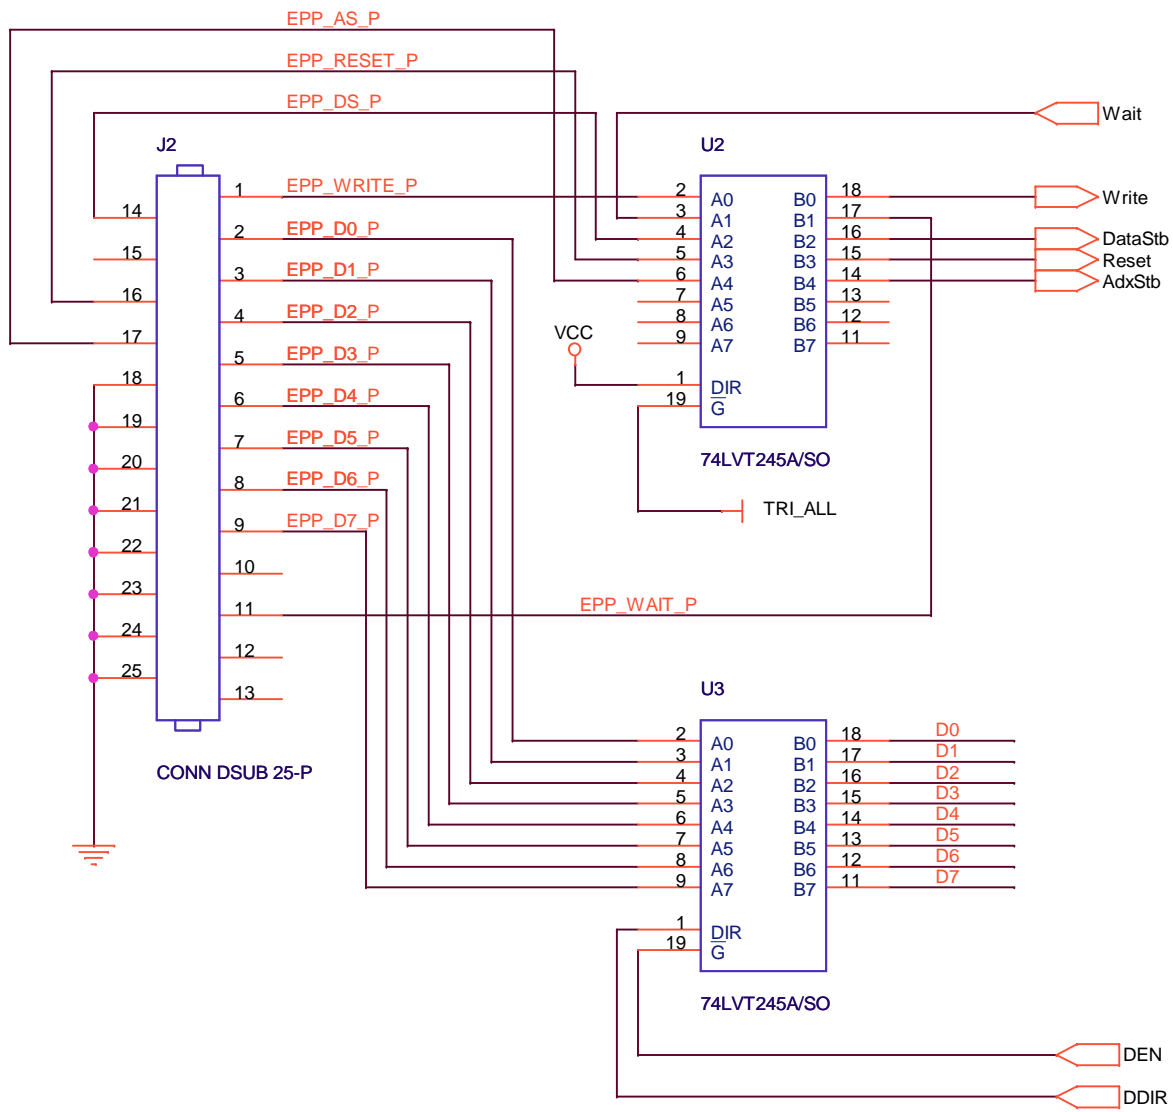 EPP_AS_P
EPP_RESET_P
EPP_DS_P
Wait
J2
U2
1 EPP_WRITE_P
2 A0 B0 18 Write
14
3 A1 B1 17
2 EPP_D0_P
4 A2 B2 16 DataStb
15
5 A3 B3 15 Reset
3 EPP_D1_P
6 A4 B4 14 AdxStb
16
7 A5 B5 13
4 EPP_D2_P
8 A6 B6 12
17
9 A7 B7 11
VCC
5 EPP_D3_P
18
1 DIR
6 EPP_D4_P
19 G
19
7 EPP_D5_P
74LVT245A/SO
20
8 EPP_D6_P
21
TRI_ALL
9 EPP_D7_P
22
10
23
11 EPP_WAIT_P
24
12
25
13
U3
CONN DSUB 25-P
2 A0 B0 18 D0
3 A1 B1 17 D1
4 A2 B2 16 D2
5 A3 B3 15 D3
6 A4 B4 14 D4
7 A5 B5 13 D5
8 A6 B6 12 D6
9 A7 B7 11 D7
1 DIR
19 G
74LVT245A/SO
DEN
DDIR